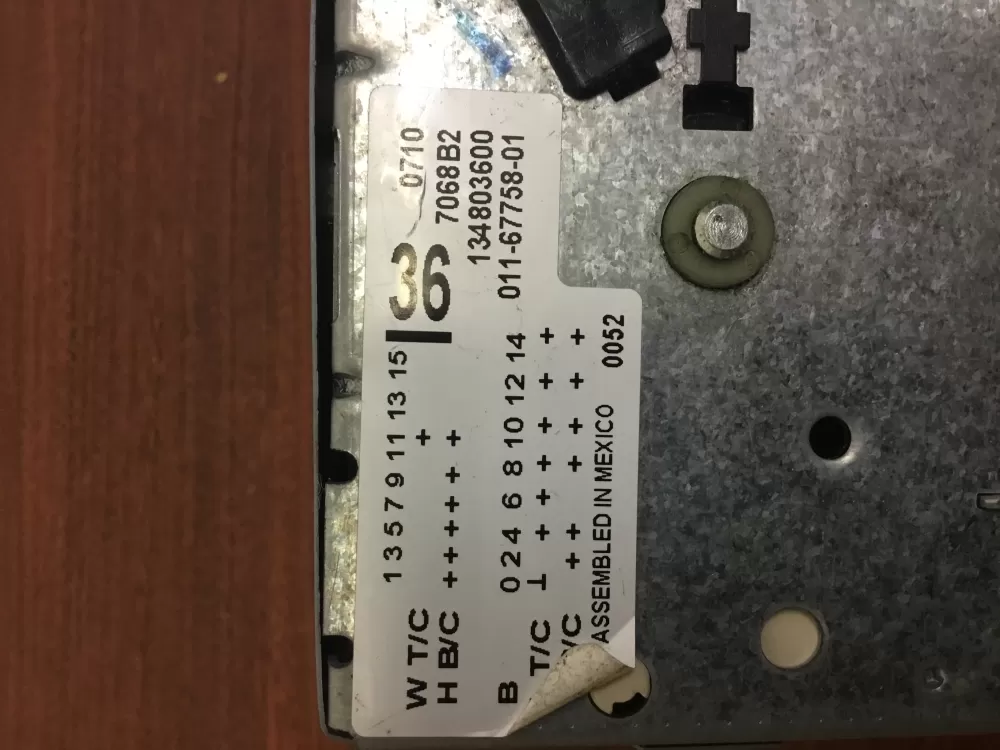 1 3 5 7 9 11 13 15
W T/C +
H B/C + + + + + +
36
0710
7068B2
134803600
011-67758-01
B 0 2 4 6 8 10 12 14
T/C ⊥ + + + + + +
/C + + + + + +
ASSEMBLED IN MEXICO 0052